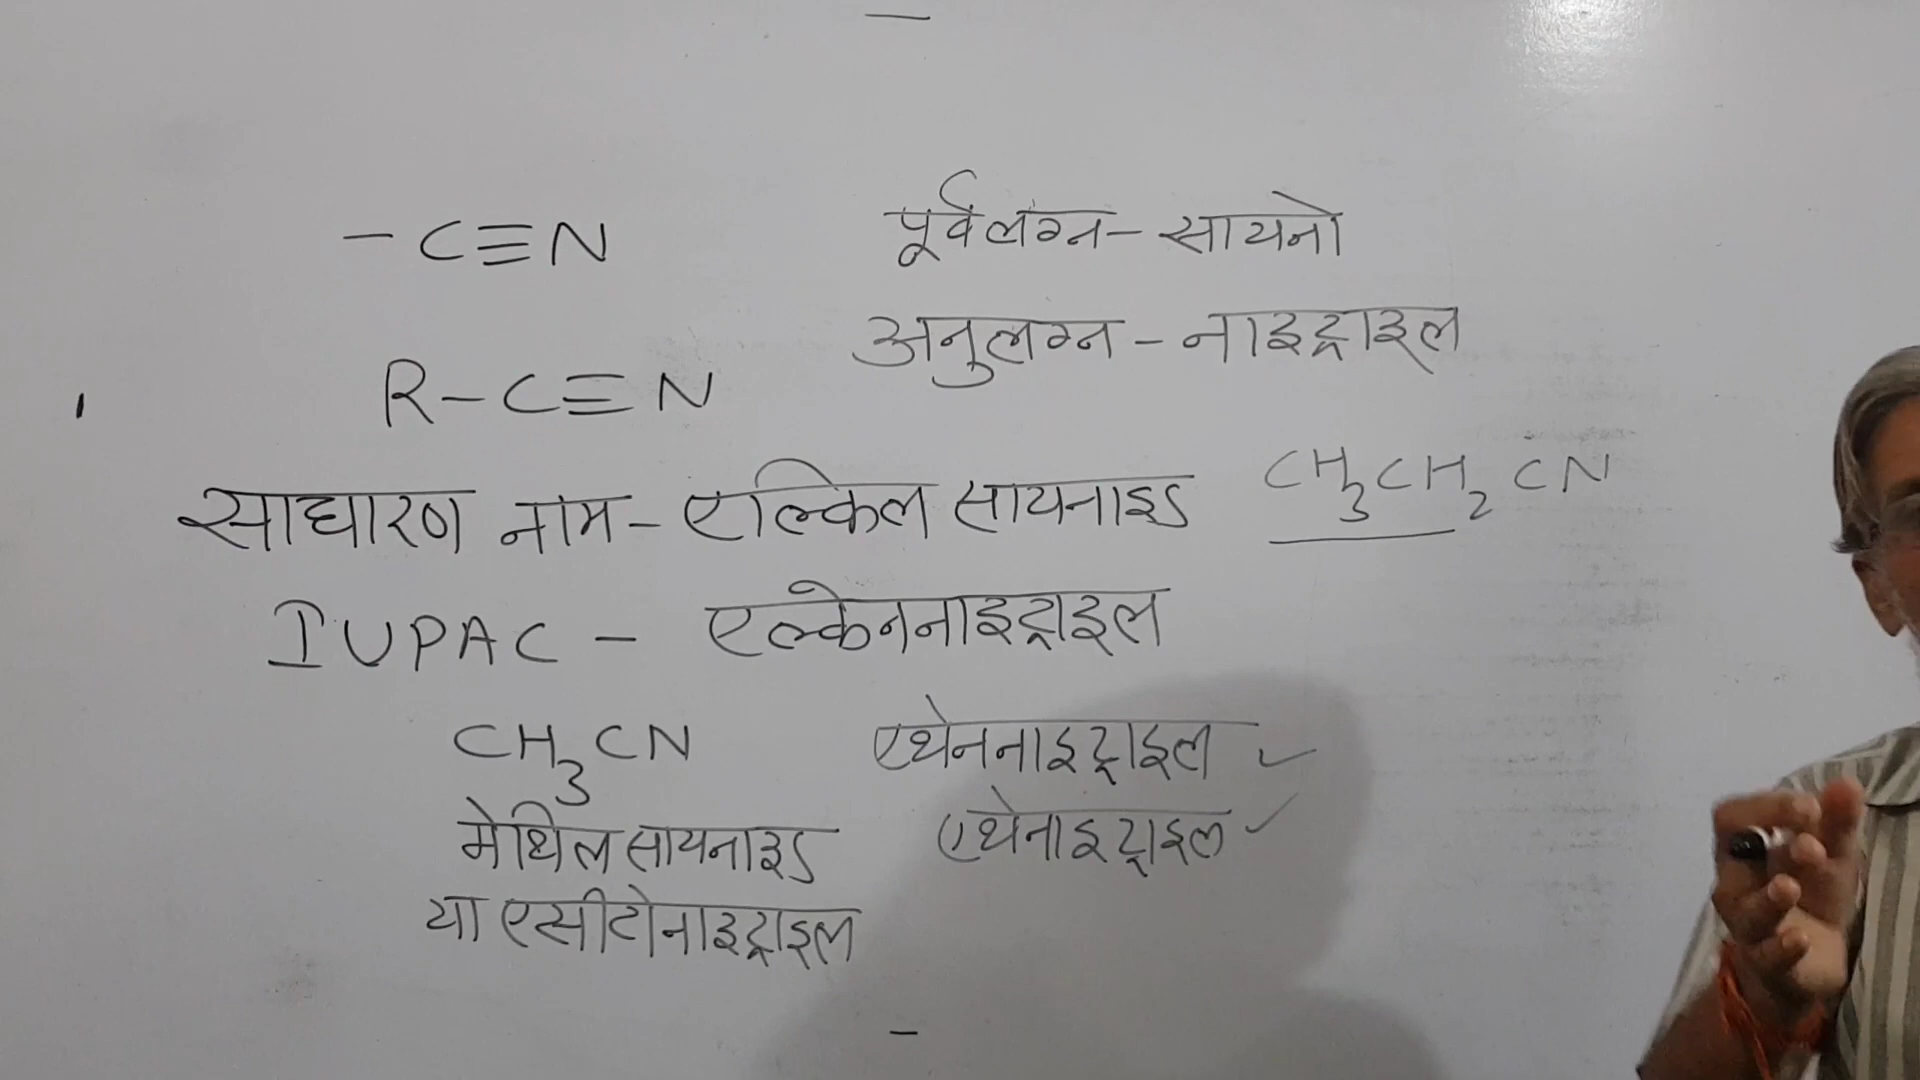 -C≡N पूर्वलग्न-सायनो
अनुलग्न-नाइट्राइल
R-C≡N
साधारण नाम-एल्किल सायनाइड CH₃CH₂CN
IUPAC - एल्केननाइट्राइल
CH₃CN एथेननाइट्राइल ✓
मेथिल सायनाइड एथेनाइट्राइल ✓
या एसीटोनाइट्राइल